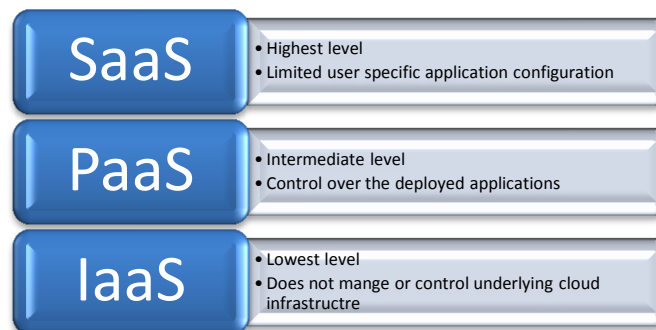 SaaS
• Highest level
• Limited user specific application configuration
PaaS
• Intermediate level
• Control over the deployed applications
IaaS
• Lowest level
• Does not mange or control underlying cloud
infrastructre